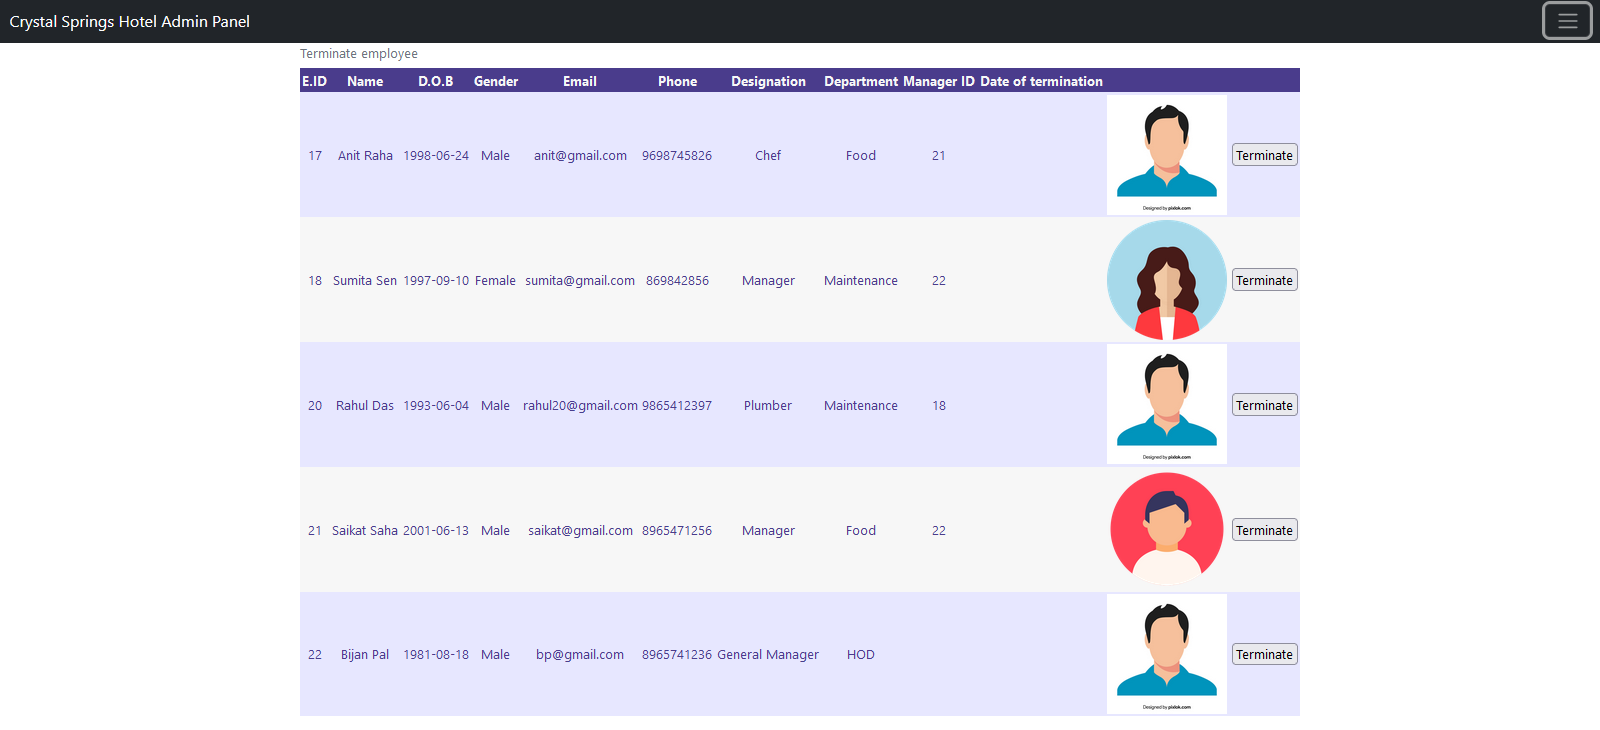 Crystal Springs Hotel Admin Panel
Terminate employee
E.ID Name D.O.B Gender Email Phone Designation Department Manager ID Date of termination
17 Anit Raha 1998-06-24 Male anit@gmail.com 9698745826 Chef Food 21 Terminate
Designed by pixlok.com
18 Sumita Sen 1997-09-10 Female sumita@gmail.com 869842856 Manager Maintenance 22 Terminate
20 Rahul Das 1993-06-04 Male rahul20@gmail.com 9865412397 Plumber Maintenance 18 Terminate
Designed by pixlok.com
21 Saikat Saha 2001-06-13 Male saikat@gmail.com 8965471256 Manager Food 22 Terminate
22 Bijan Pal 1981-08-18 Male bp@gmail.com 8965741236 General Manager HOD Terminate
Designed by pixlok.com